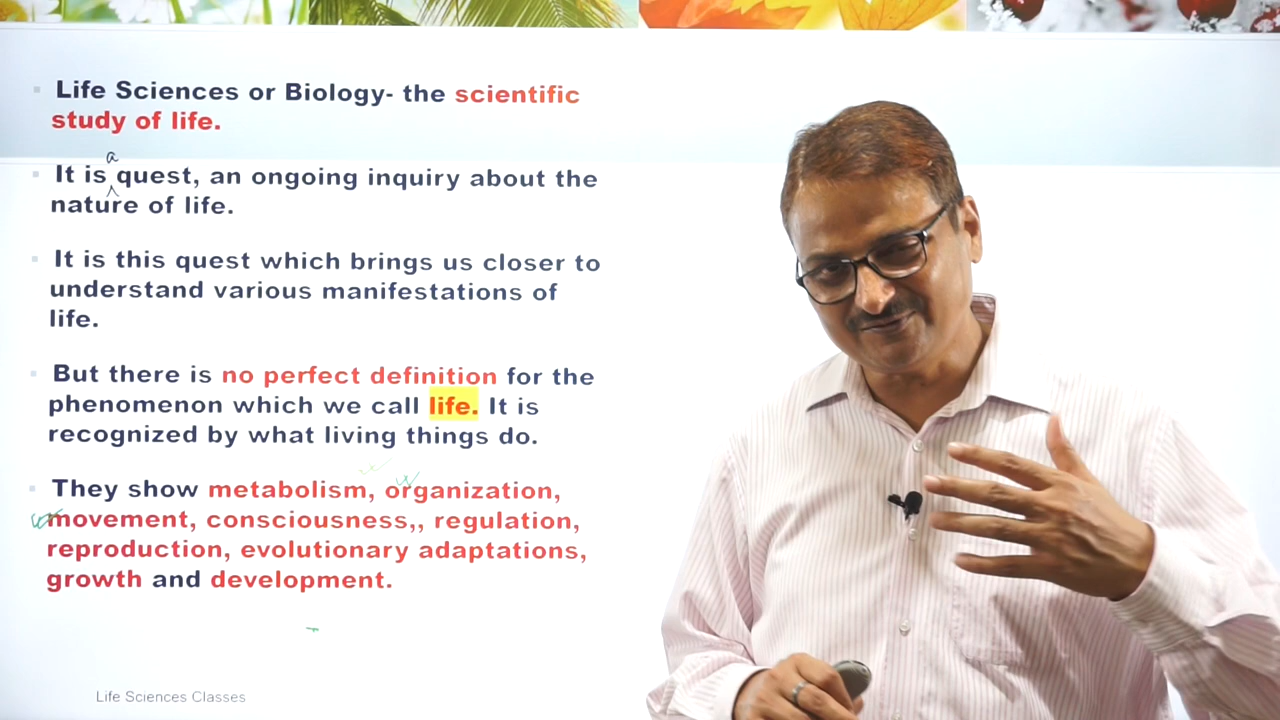 Life Sciences or Biology- the scientific
study of life.
It is a quest, an ongoing inquiry about the
nature of life.
It is this quest which brings us closer to
understand various manifestations of
life.
But there is no perfect definition for the
phenomenon which we call life. It is
recognized by what living things do.
They show metabolism, organization,
movement, consciousness,, regulation,
reproduction, evolutionary adaptations,
growth and development.
Life Sciences Classes